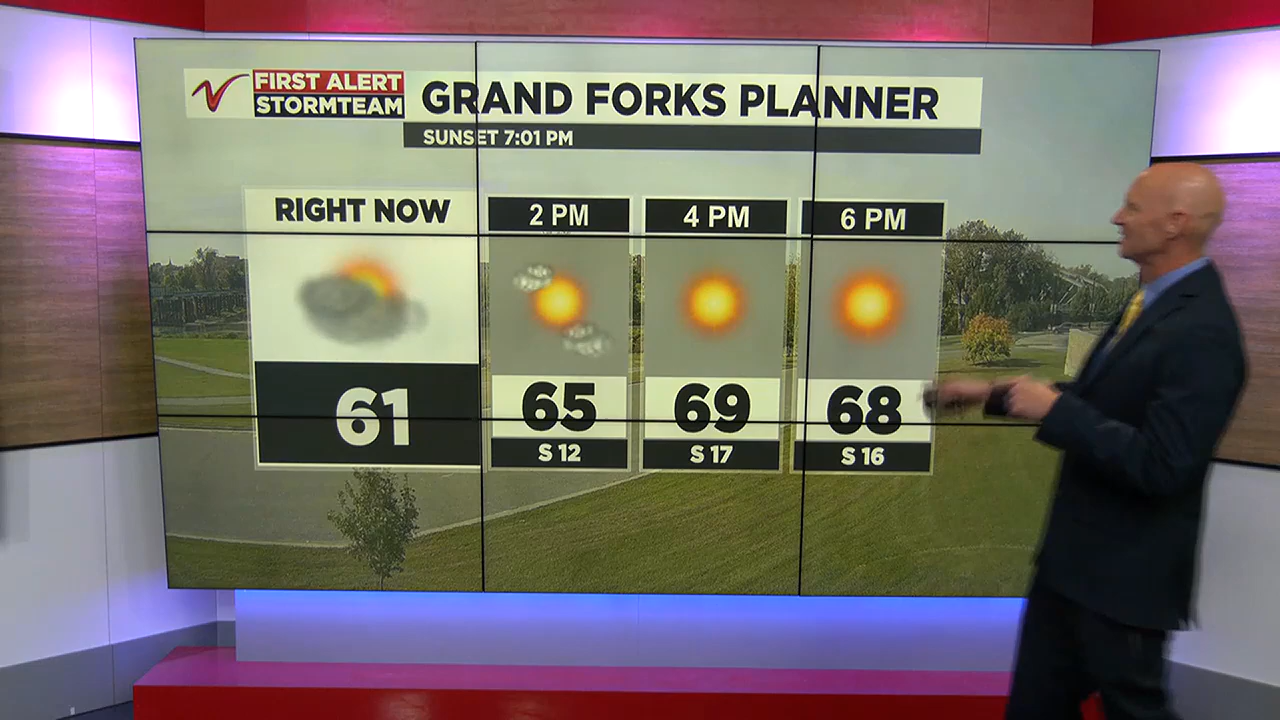 FIRST ALERT
STORMTEAM
GRAND FORKS PLANNER
SUNSET 7:01 PM
RIGHT NOW
2 PM
4 PM
6 PM
61
65
69
68
S 12
S 17
S 16